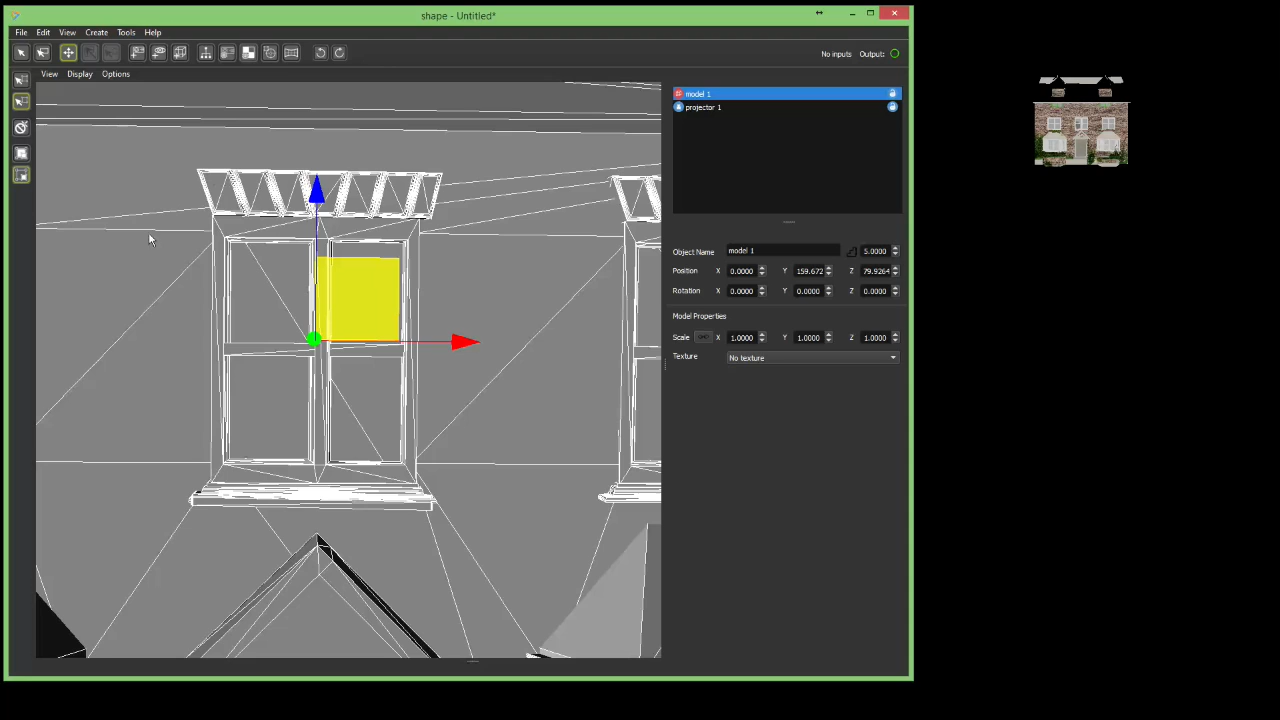 shape - Untitled*
File Edit View Create Tools Help
No inputs Output:
View Display Options
model 1
projector 1
Object Name model 1 5.0000
Position X 0.0000 Y 159.672 Z 79.9264
Rotation X 0.0000 Y 0.0000 Z 0.0000
Model Properties
Scale X 1.0000 Y 1.0000 Z 1.0000
Texture No texture